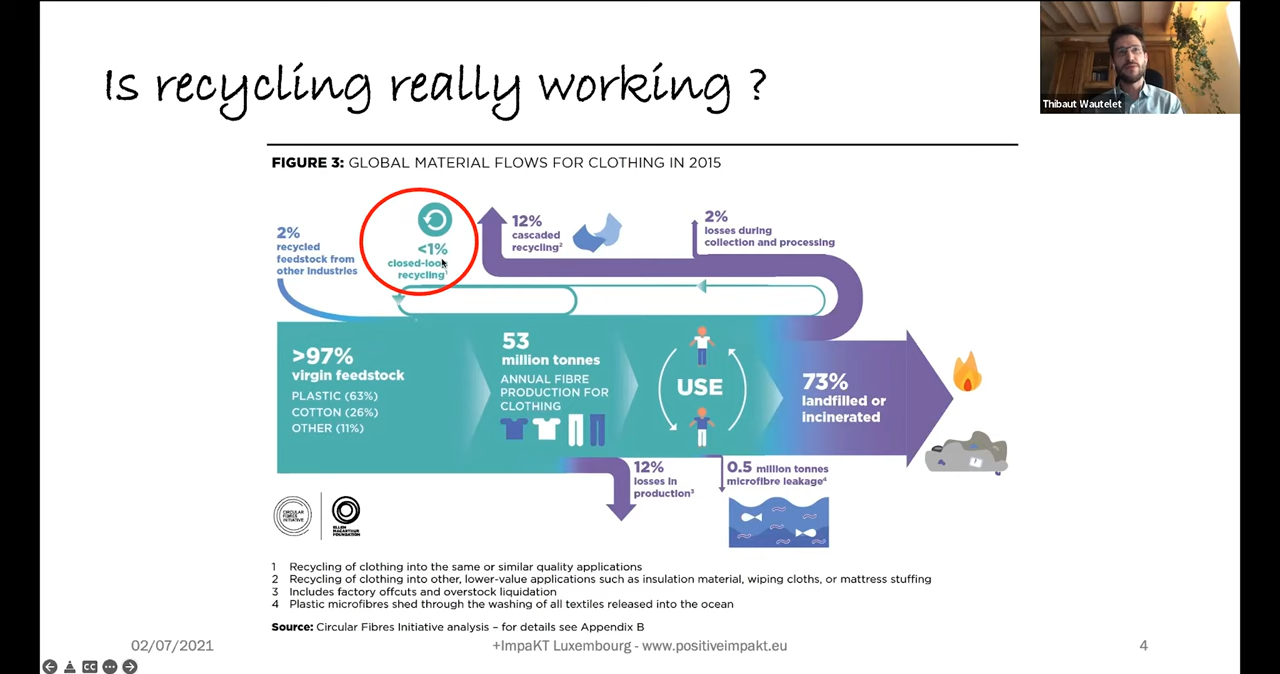 Is recycling really working ?
Thibaut Wautelet
FIGURE 3: GLOBAL MATERIAL FLOWS FOR CLOTHING IN 2015
2%
recycled
feedstock from
other industries
<1%
closed-loop
recycling¹
12%
cascaded
recycling²
2%
losses during
collection and processing
>97%
virgin feedstock
PLASTIC (63%)
COTTON (26%)
OTHER (11%)
53
million tonnes
ANNUAL FIBRE
PRODUCTION FOR
CLOTHING
USE
73%
landfilled or
incinerated
12%
losses in
production³
0.5 million tonnes
microfibre leakage⁴
CIRCULAR
FIBRES
INITIATIVE
ELLEN
MACARTHUR
FOUNDATION
1 Recycling of clothing into the same or similar quality applications
2 Recycling of clothing into other, lower-value applications such as insulation material, wiping cloths, or mattress stuffing
3 Includes factory offcuts and overstock liquidation
4 Plastic microfibres shed through the washing of all textiles released into the ocean
Source: Circular Fibres Initiative analysis – for details see Appendix B
02/07/2021
+ImpaKT Luxembourg - www.positiveimpakt.eu
4
CC